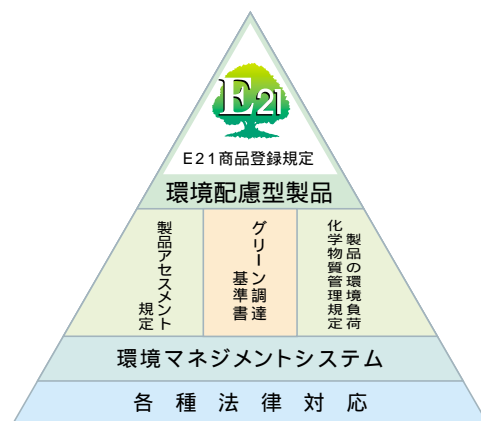 E21
E21商品登録規定
環境配慮型製品
製品アセスメント
規定
グリーン調達
基準書
製品の環境負荷
化学物質管理規定
環境マネジメントシステム
各種法律対応